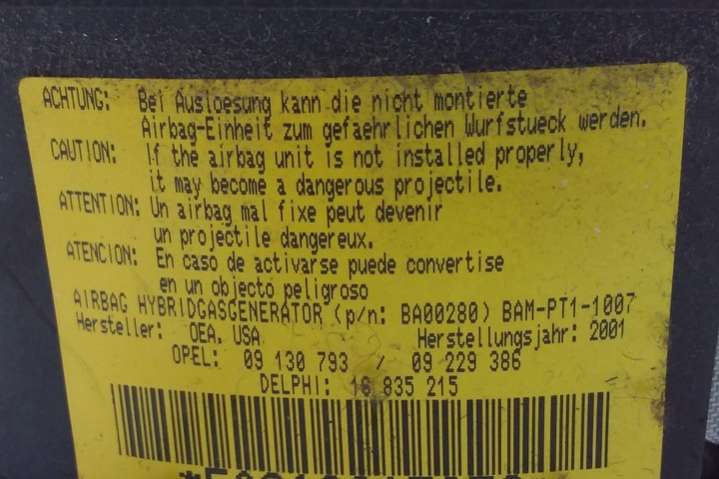 ACHTUNG: Bei Ausloesung kann die nicht montierte
Airbag-Einheit zum gefaehrlichen Wurfstueck werden.
CAUTION: If the airbag unit is not installed properly,
it may become a dangerous projectile.
ATTENTION: Un airbag mal fixe peut devenir
un projectile dangereux.
ATENCION: En caso de activarse puede convertise
en un objecto peligroso
AIRBAG HYBRIDGASGENERATOR (p/n: BA00280) BAM-PT1-1007
Hersteller: OEA, USA Herstellungsjahr: 2001
OPEL: 09 130 793 / 09 229 386
DELPHI: 16 835 215